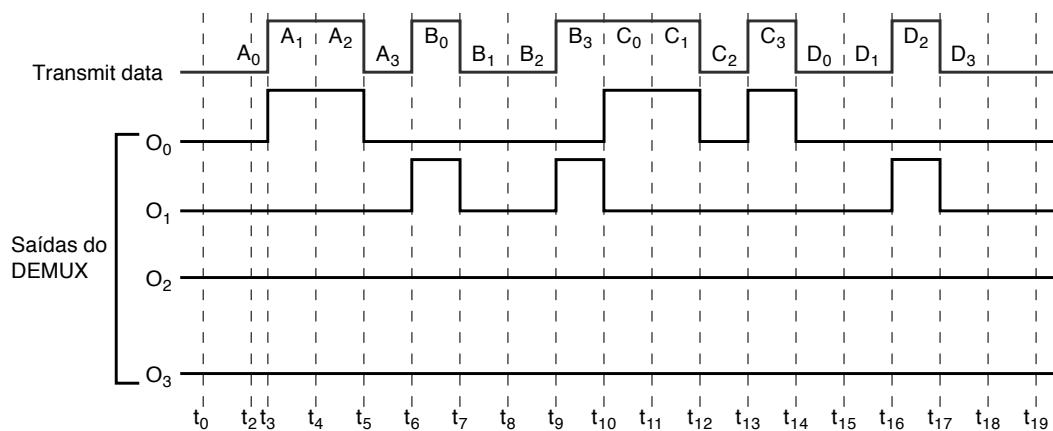 A₀ A₁ A₂ A₃ B₀ B₁ B₂ B₃ C₀ C₁ C₂ C₃ D₀ D₁ D₂ D₃
Transmit data
O₀
O₁
Saídas do
DEMUX
O₂
O₃
t₀ t₂ t₃ t₄ t₅ t₆ t₇ t₈ t₉ t₁₀ t₁₁ t₁₂ t₁₃ t₁₄ t₁₅ t₁₆ t₁₇ t₁₈ t₁₉